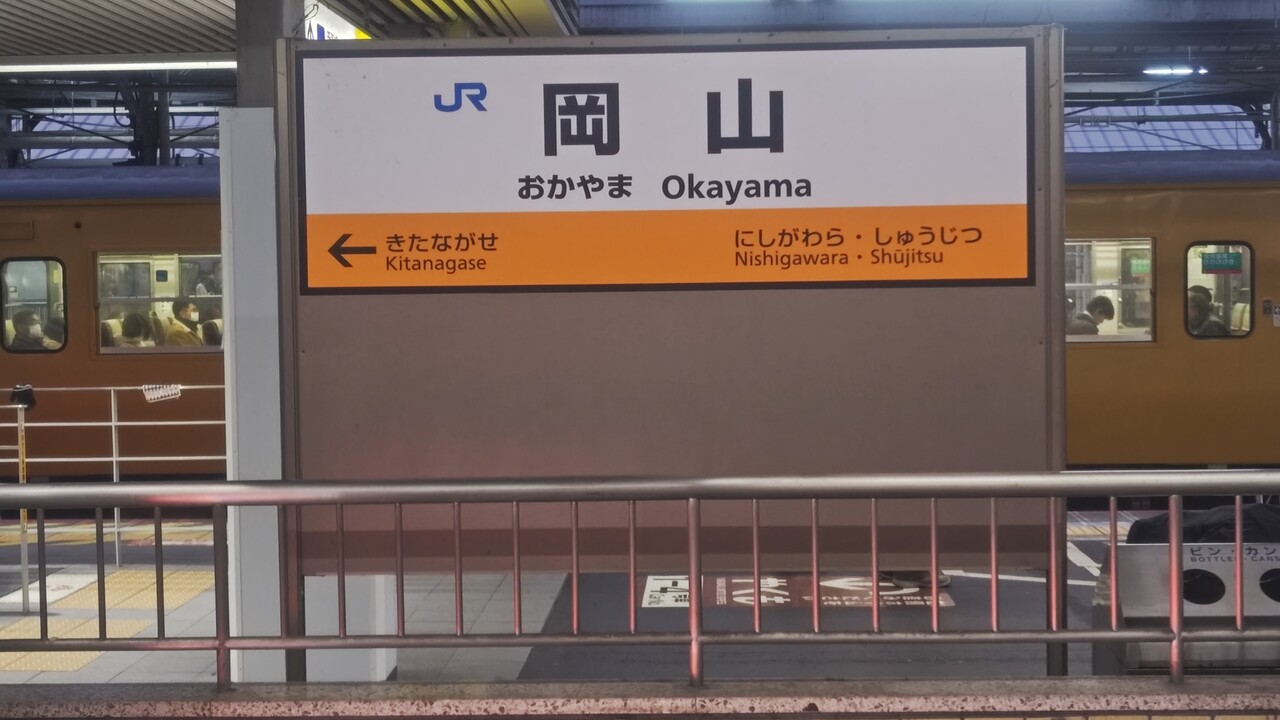 JR 岡山
おかやま Okayama
きたながせ にしがわら・しゅうじつ
Kitanagase Nishigawara・Shūjitsu
ビン・カン
BOTTLES・CANS